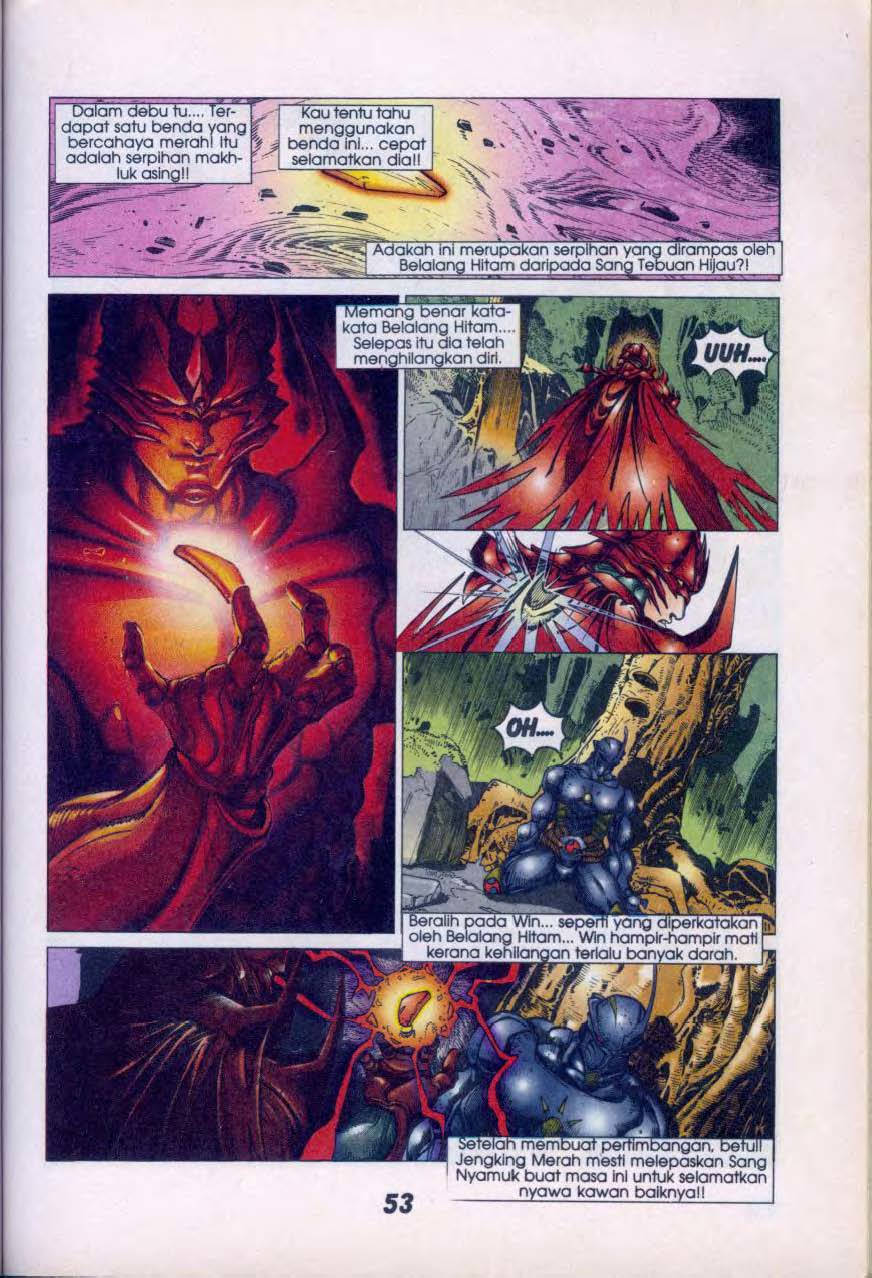 Dalam debu tu.... Ter-
dapat satu benda yang
bercahaya merah! Itu
adalah serpihan makh-
luk asing!!
Kau tentu tahu
menggunakan
benda ini... cepat
selamatkan dia!!
Adakah ini merupakan serpihan yang dirampas oleh
Belalang Hitam daripada Sang Tebuan Hijau?!
Memang benar kata-
kata Belalang Hitam....
Selepas itu dia telah
menghilangkan diri.
UUH....
OH....
Beralih pada Win... seperti yang diperkatakan
oleh Belalang Hitam... Win hampir-hampir mati
kerana kehilangan terlalu banyak darah.
Setelah membuat pertimbangan, betul!
Jengking Merah mesti melepaskan Sang
Nyamuk buat masa ini untuk selamatkan
nyawa kawan baiknya!!
53